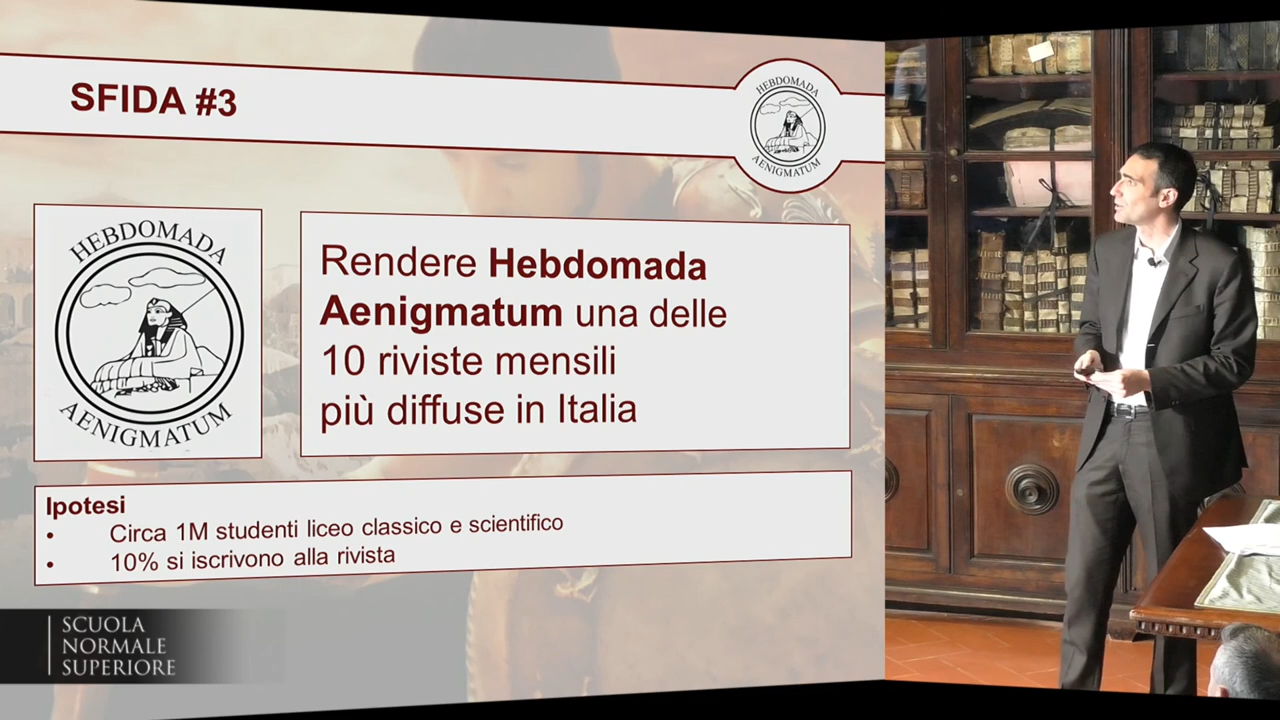 SFIDA #3
HEBDOMADA
AENIGMATUM
HEBDOMADA
AENIGMATUM
Rendere Hebdomada
Aenigmatum una delle
10 riviste mensili
più diffuse in Italia
Ipotesi
• Circa 1M studenti liceo classico e scientifico
• 10% si iscrivono alla rivista
SCUOLA
NORMALE
SUPERIORE